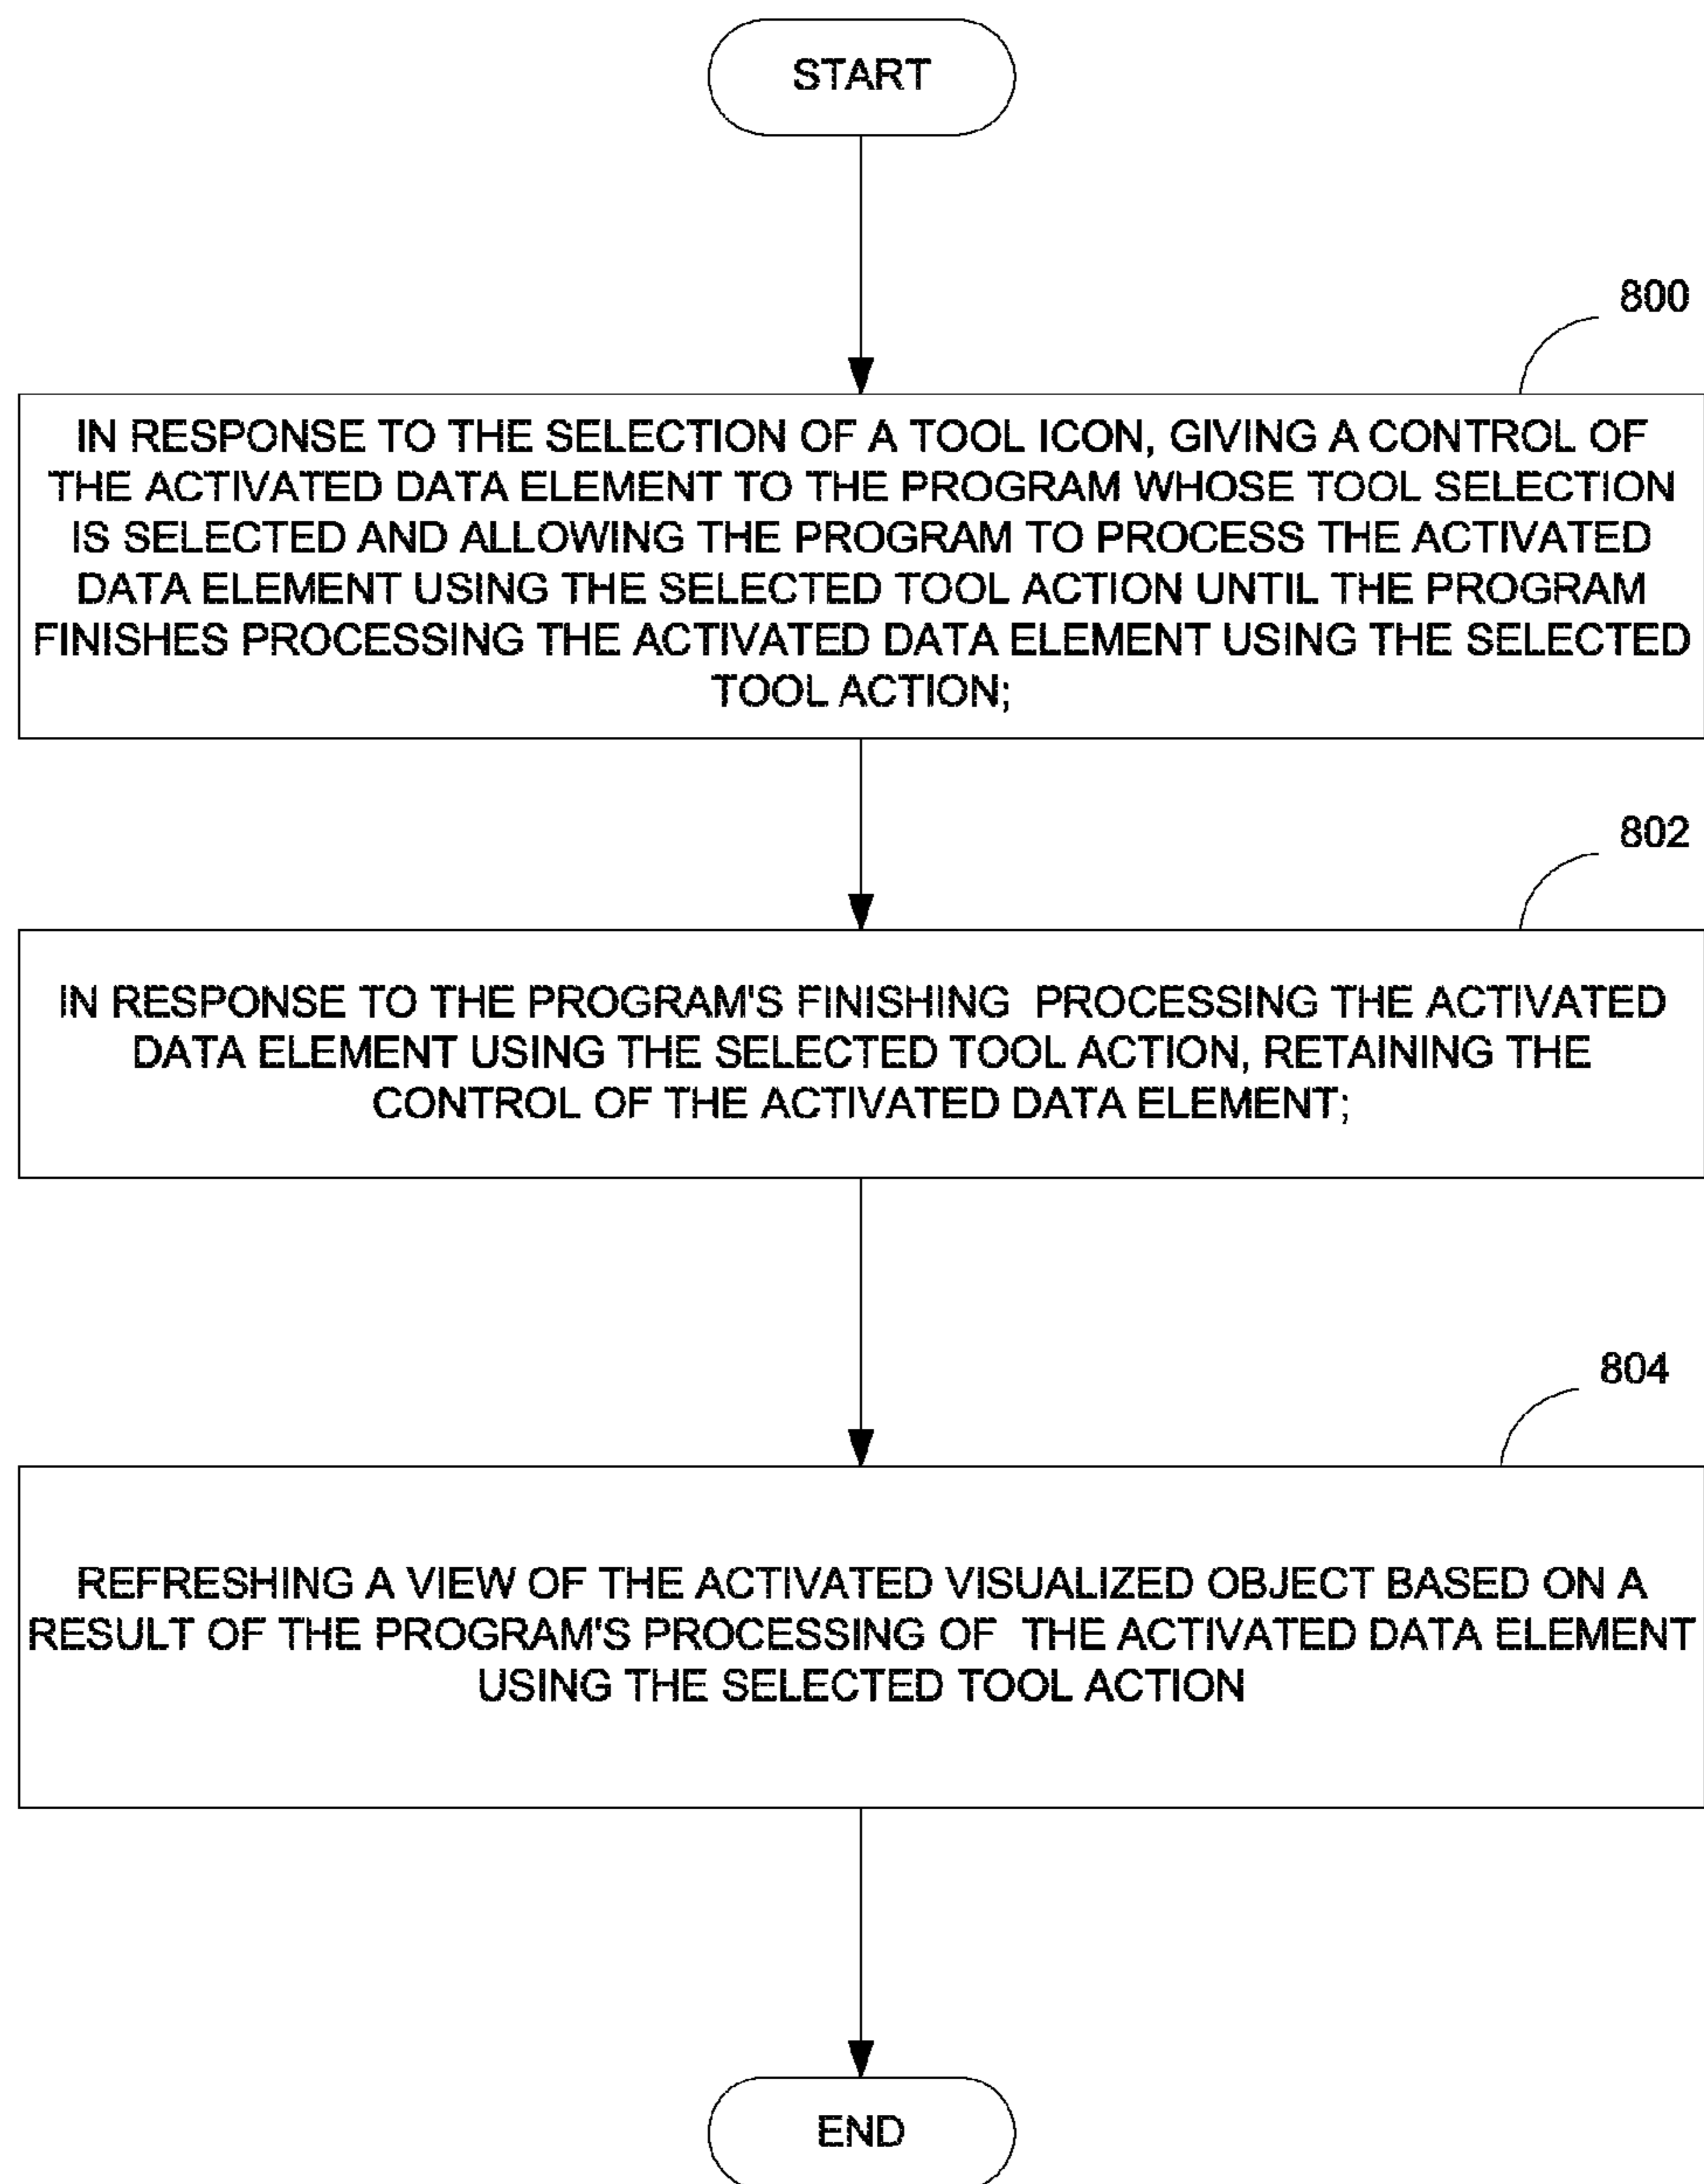 START
800
IN RESPONSE TO THE SELECTION OF A TOOL ICON, GIVING A CONTROL OF
THE ACTIVATED DATA ELEMENT TO THE PROGRAM WHOSE TOOL SELECTION
IS SELECTED AND ALLOWING THE PROGRAM TO PROCESS THE ACTIVATED
DATA ELEMENT USING THE SELECTED TOOL ACTION UNTIL THE PROGRAM
FINISHES PROCESSING THE ACTIVATED DATA ELEMENT USING THE SELECTED
TOOL ACTION;
802
IN RESPONSE TO THE PROGRAM'S FINISHING PROCESSING THE ACTIVATED
DATA ELEMENT USING THE SELECTED TOOL ACTION, RETAINING THE
CONTROL OF THE ACTIVATED DATA ELEMENT;
804
REFRESHING A VIEW OF THE ACTIVATED VISUALIZED OBJECT BASED ON A
RESULT OF THE PROGRAM'S PROCESSING OF THE ACTIVATED DATA ELEMENT
USING THE SELECTED TOOL ACTION
END